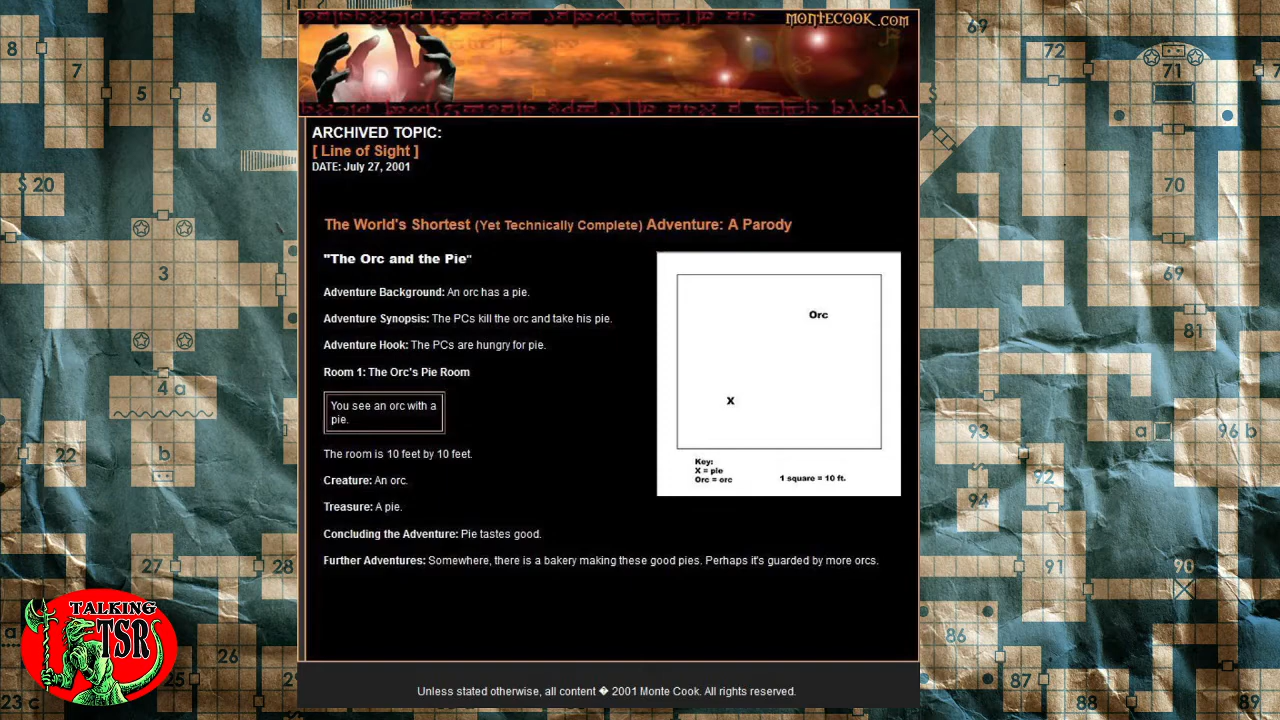 MONTECOOK.COM
ARCHIVED TOPIC:
[ Line of Sight ]
DATE: July 27, 2001
The World's Shortest (Yet Technically Complete) Adventure: A Parody
"The Orc and the Pie"
Adventure Background: An orc has a pie.
Adventure Synopsis: The PCs kill the orc and take his pie.
Adventure Hook: The PCs are hungry for pie.
Room 1: The Orc's Pie Room
You see an orc with a
pie.
The room is 10 feet by 10 feet.
Creature: An orc.
Treasure: A pie.
Concluding the Adventure: Pie tastes good.
Further Adventures: Somewhere, there is a bakery making these good pies. Perhaps it's guarded by more orcs.
Orc
X
Key:
X = pie
Orc = orc
1 square = 10 ft.
Unless stated otherwise, all content � 2001 Monte Cook. All rights reserved.
TALKING
TSR
8
7
5
6
$ 20
3
4 a
b
22
27
28
26
25
23 c
a
69
72
71
70
69
81
93
a
96 b
92
94
91
90
86
87
88
89